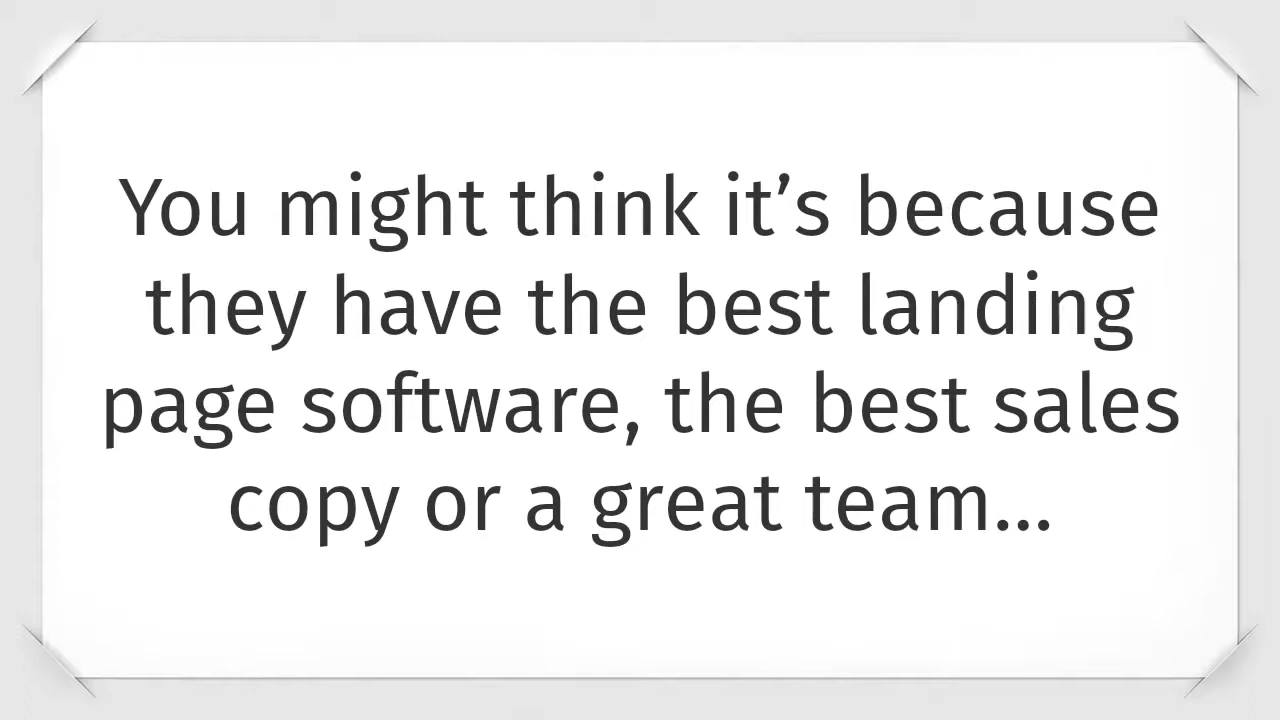 You might think it’s because
they have the best landing
page software, the best sales
copy or a great team...